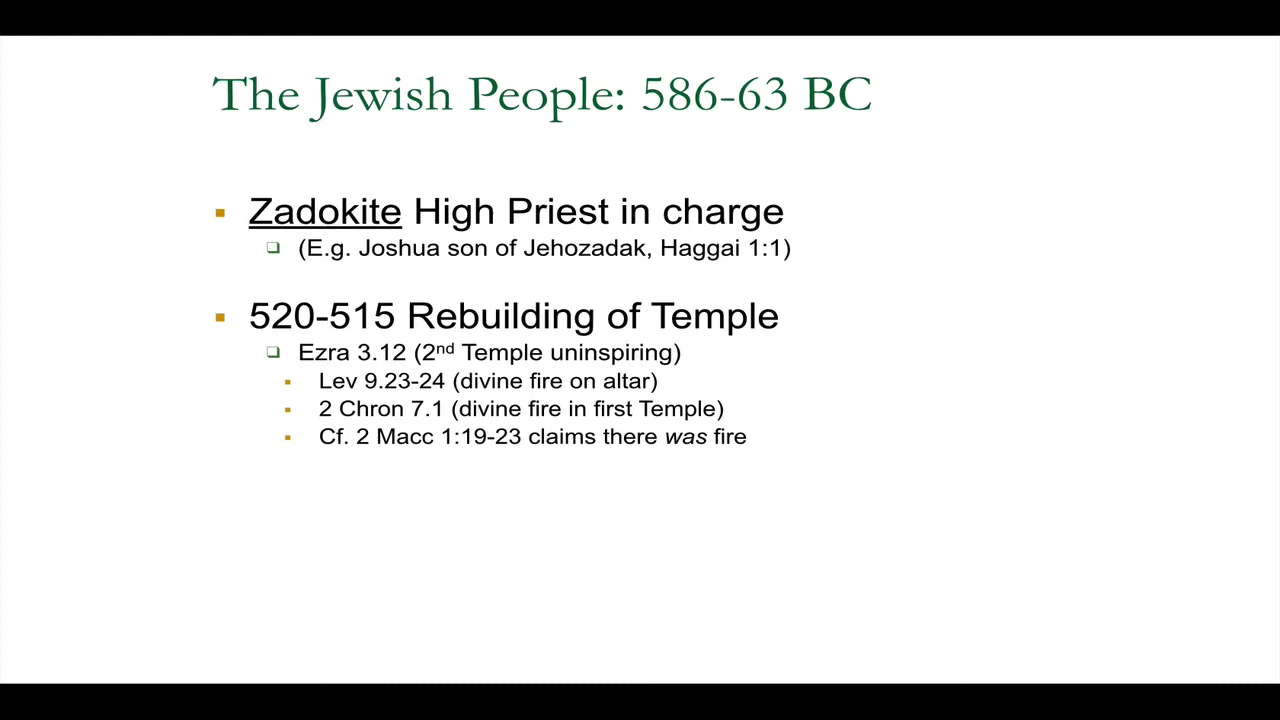 The Jewish People: 586-63 BC
Zadokite High Priest in charge
(E.g. Joshua son of Jehozadak, Haggai 1:1)
520-515 Rebuilding of Temple
Ezra 3.12 (2nd Temple uninspiring)
Lev 9.23-24 (divine fire on altar)
2 Chron 7.1 (divine fire in first Temple)
Cf. 2 Macc 1:19-23 claims there was fire